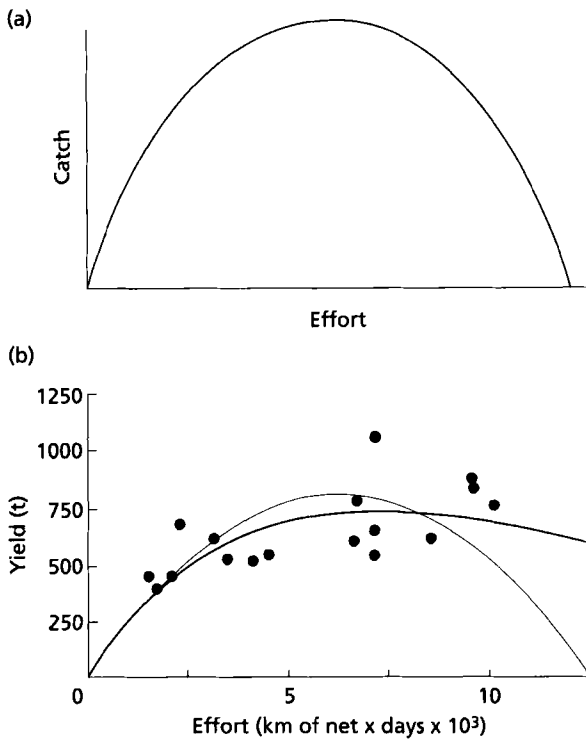 (a)
Catch
Effort
(b)
1250
1000
750
500
250
Yield (t)
0 5 10
Effort (km of net x days x 10³)